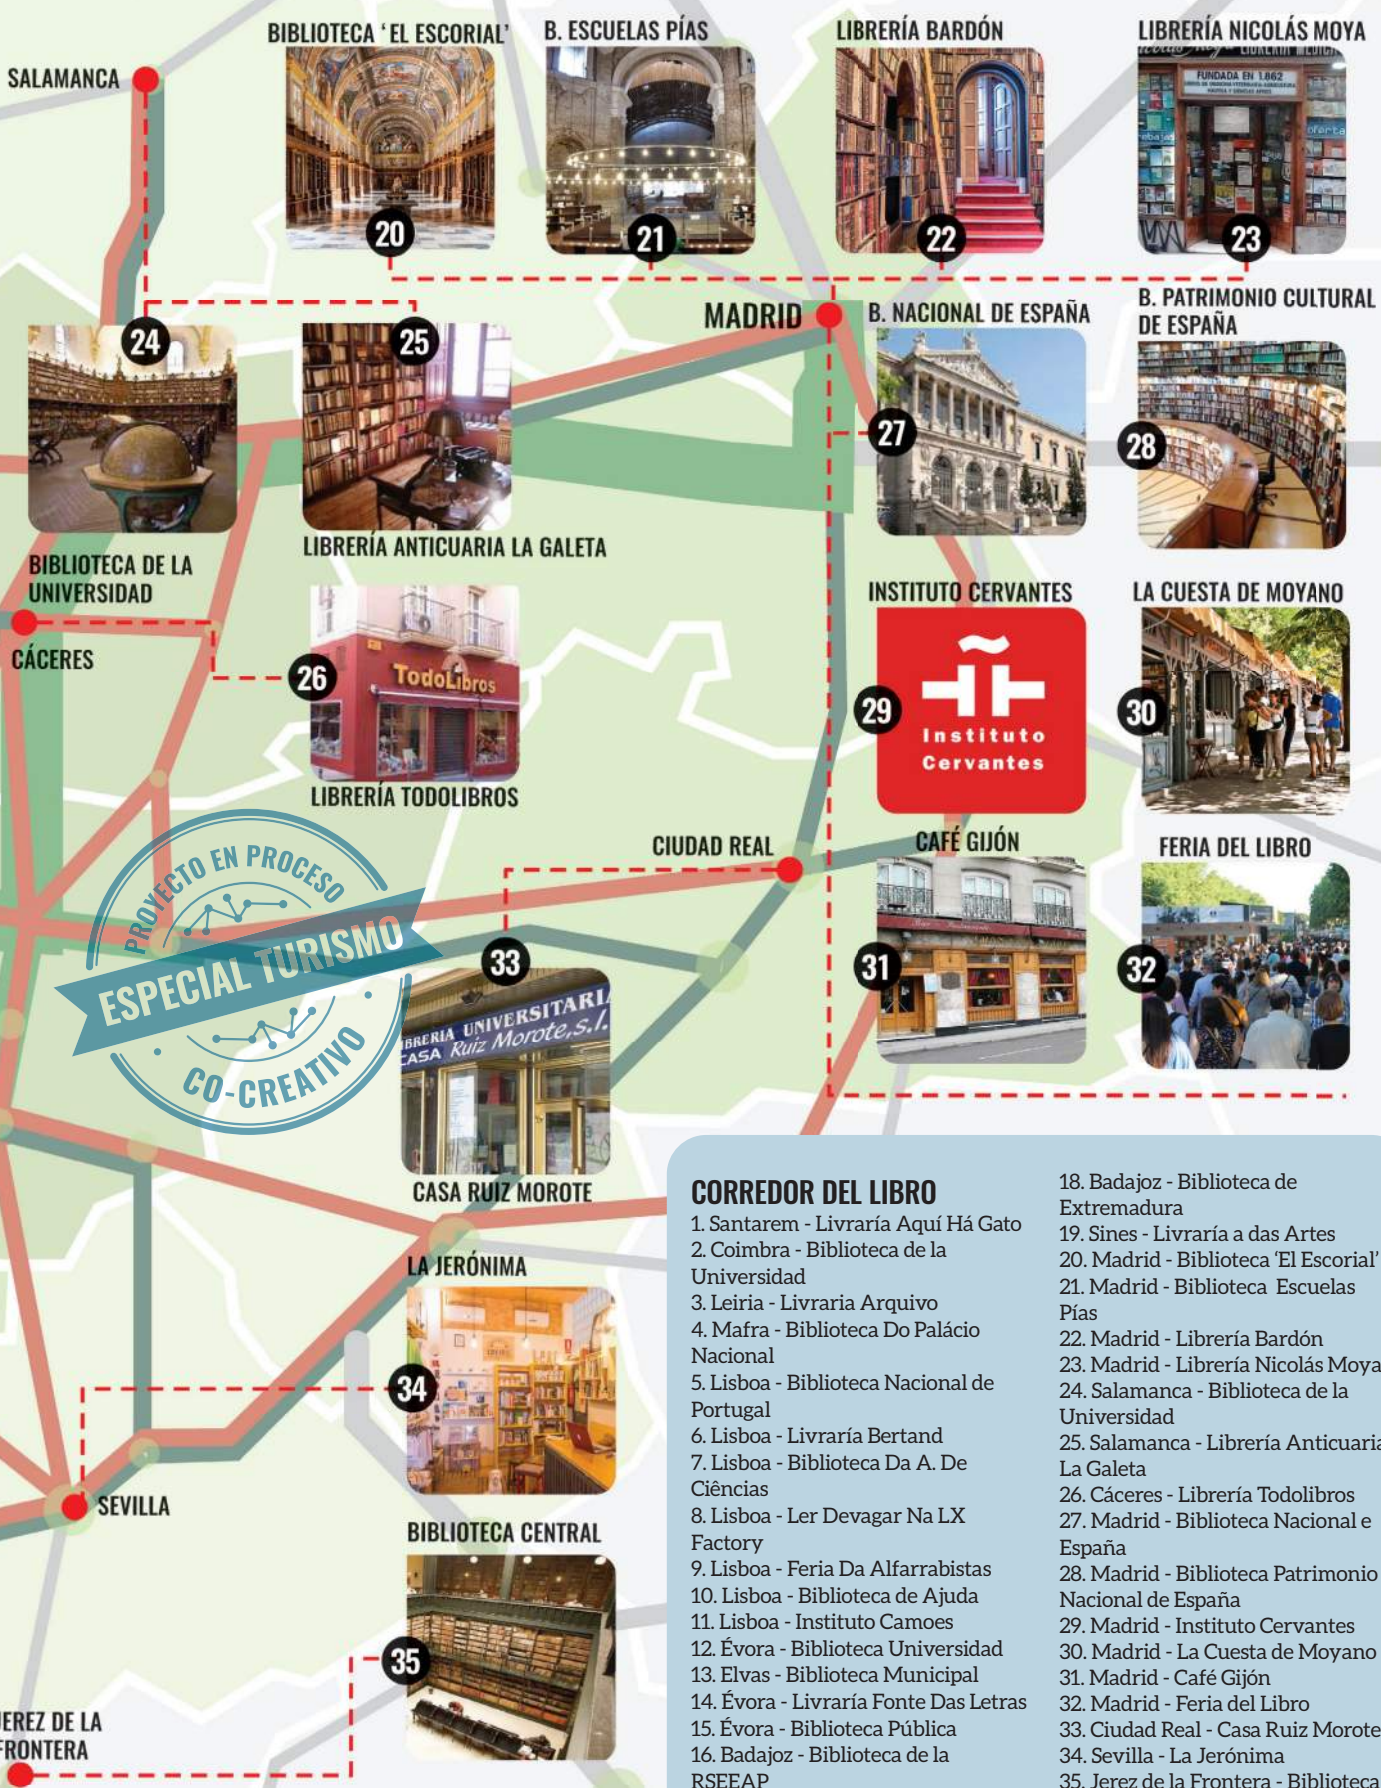 BIBLIOTECA ‘EL ESCORIAL’
B. ESCUELAS PÍAS
LIBRERÍA BARDÓN
LIBRERÍA NICOLÁS MOYA
SALAMANCA
FUNDADA EN 1.862
oferta
20
21
22
23
MADRID
B. NACIONAL DE ESPAÑA
B. PATRIMONIO CULTURAL
DE ESPAÑA
24
25
27
28
LIBRERÍA ANTICUARIA LA GALETA
BIBLIOTECA DE LA
UNIVERSIDAD
CÁCERES
26
TodoLibros
LIBRERÍA TODOLIBROS
INSTITUTO CERVANTES
LA CUESTA DE MOYANO
29
Instituto
Cervantes
30
CIUDAD REAL
CAFÉ GIJÓN
FERIA DEL LIBRO
31
32
PROYECTO EN PROCESO
ESPECIAL TURISMO
CO-CREATIVO
33
BRERIA UNIVERSITARIA
CASA Ruiz Morote, s.l.
CASA RUIZ MOROTE
LA JERÓNIMA
34
SEVILLA
BIBLIOTECA CENTRAL
35
JEREZ DE LA
FRONTERA
CORREDOR DEL LIBRO
1. Santarem - Livraría Aquí Há Gato
2. Coimbra - Biblioteca de la
Universidad
3. Leiria - Livraria Arquivo
4. Mafra - Biblioteca Do Palácio
Nacional
5. Lisboa - Biblioteca Nacional de
Portugal
6. Lisboa - Livraría Bertand
7. Lisboa - Biblioteca Da A. De
Ciências
8. Lisboa - Ler Devagar Na LX
Factory
9. Lisboa - Feria Da Alfarrabistas
10. Lisboa - Biblioteca de Ajuda
11. Lisboa - Instituto Camoes
12. Évora - Biblioteca Universidad
13. Elvas - Biblioteca Municipal
14. Évora - Livraría Fonte Das Letras
15. Évora - Biblioteca Pública
16. Badajoz - Biblioteca de la
RSEEAP
18. Badajoz - Biblioteca de
Extremadura
19. Sines - Livraría a das Artes
20. Madrid - Biblioteca ‘El Escorial’
21. Madrid - Biblioteca Escuelas
Pías
22. Madrid - Librería Bardón
23. Madrid - Librería Nicolás Moya
24. Salamanca - Biblioteca de la
Universidad
25. Salamanca - Librería Anticuaria
La Galeta
26. Cáceres - Librería Todolibros
27. Madrid - Biblioteca Nacional e
España
28. Madrid - Biblioteca Patrimonio
Nacional de España
29. Madrid - Instituto Cervantes
30. Madrid - La Cuesta de Moyano
31. Madrid - Café Gijón
32. Madrid - Feria del Libro
33. Ciudad Real - Casa Ruiz Morote
34. Sevilla - La Jerónima
35. Jerez de la Frontera - Biblioteca